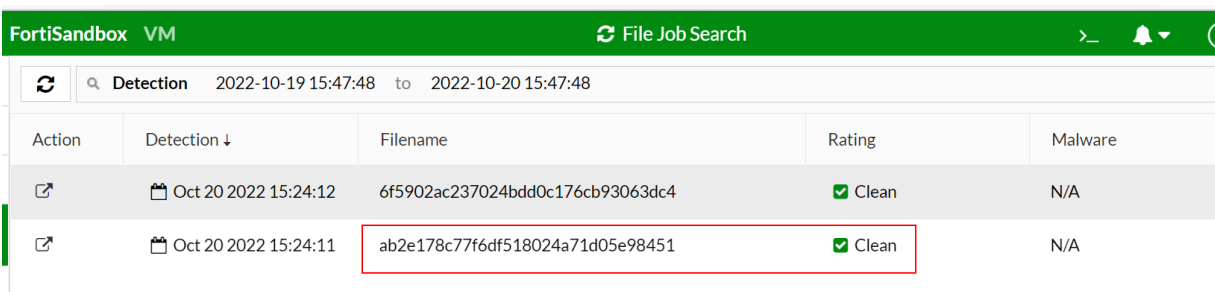 FortiSandbox VM File Job Search >_
Detection 2022-10-19 15:47:48 to 2022-10-20 15:47:48
Action Detection ↓ Filename Rating Malware
Oct 20 2022 15:24:12 6f5902ac237024bdd0c176cb93063dc4 Clean N/A
Oct 20 2022 15:24:11 ab2e178c77f6df518024a71d05e98451 Clean N/A